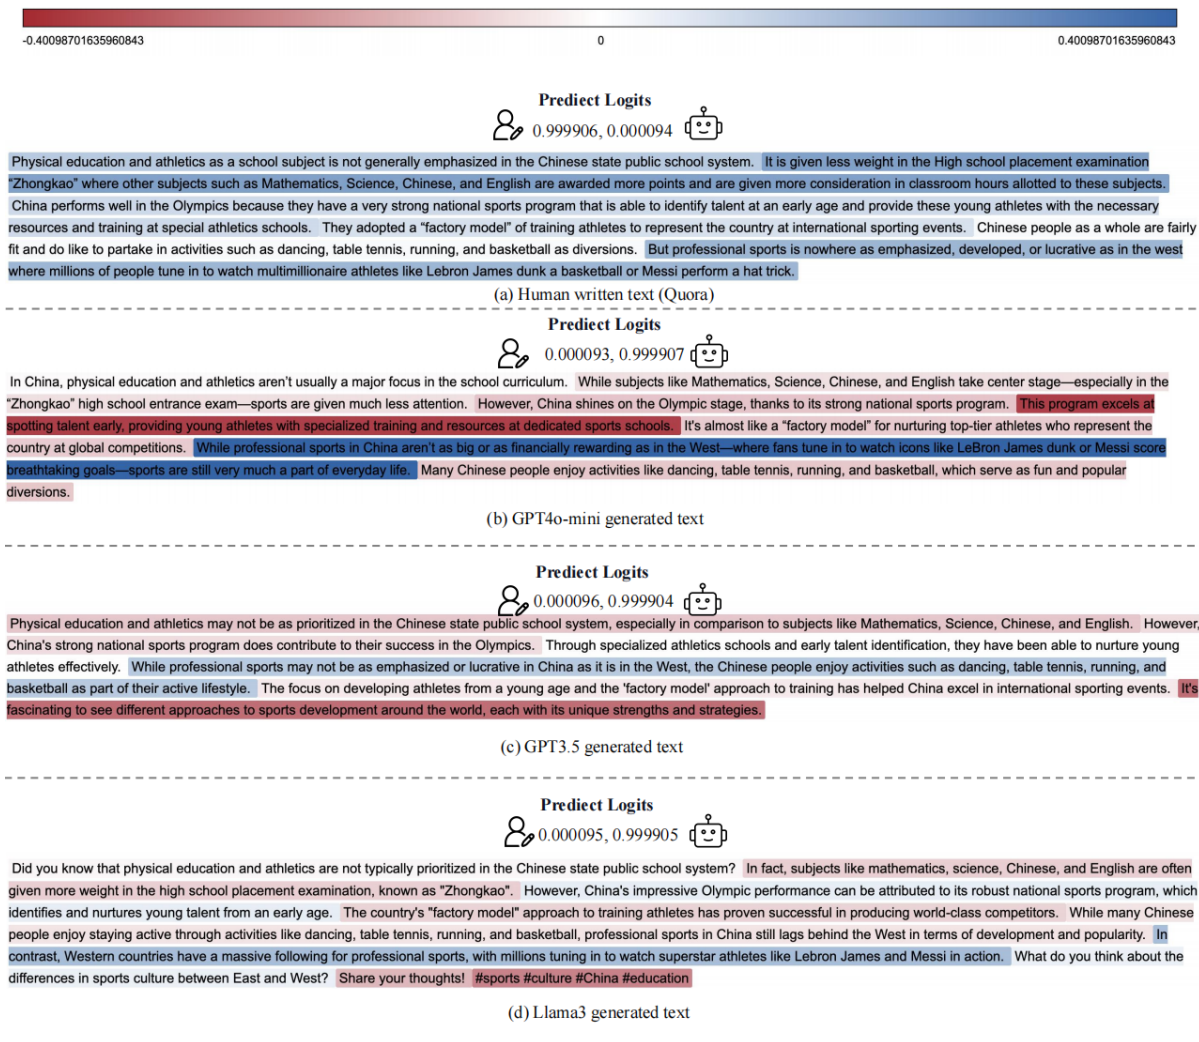 -0.40098701635960843 0 0.40098701635960843
Prediect Logits
0.999906, 0.000094
Physical education and athletics as a school subject is not generally emphasized in the Chinese state public school system. It is given less weight in the High school placement examination
“Zhongkao” where other subjects such as Mathematics, Science, Chinese, and English are awarded more points and are given more consideration in classroom hours allotted to these subjects.
China performs well in the Olympics because they have a very strong national sports program that is able to identify talent at an early age and provide these young athletes with the necessary
resources and training at special athletics schools. They adopted a “factory model” of training athletes to represent the country at international sporting events. Chinese people as a whole are fairly
fit and do like to partake in activities such as dancing, table tennis, running, and basketball as diversions. But professional sports is nowhere as emphasized, developed, or lucrative as in the west
where millions of people tune in to watch multimillionaire athletes like Lebron James dunk a basketball or Messi perform a hat trick.
(a) Human written text (Quora)
Prediect Logits
0.000093, 0.999907
In China, physical education and athletics aren’t usually a major focus in the school curriculum. While subjects like Mathematics, Science, Chinese, and English take center stage—especially in the
“Zhongkao” high school entrance exam—sports are given much less attention. However, China shines on the Olympic stage, thanks to its strong national sports program. This program excels at
spotting talent early, providing young athletes with specialized training and resources at dedicated sports schools. It's almost like a “factory model” for nurturing top-tier athletes who represent the
country at global competitions. While professional sports in China aren’t as big or as financially rewarding as in the West—where fans tune in to watch icons like LeBron James dunk or Messi score
breathtaking goals—sports are still very much a part of everyday life. Many Chinese people enjoy activities like dancing, table tennis, running, and basketball, which serve as fun and popular
diversions.
(b) GPT4o-mini generated text
Prediect Logits
0.000096, 0.999904
Physical education and athletics may not be as prioritized in the Chinese state public school system, especially in comparison to subjects like Mathematics, Science, Chinese, and English. However,
China's strong national sports program does contribute to their success in the Olympics. Through specialized athletics schools and early talent identification, they have been able to nurture young
athletes effectively. While professional sports may not be as emphasized or lucrative in China as it is in the West, the Chinese people enjoy activities such as dancing, table tennis, running, and
basketball as part of their active lifestyle. The focus on developing athletes from a young age and the 'factory model' approach to training has helped China excel in international sporting events. It's
fascinating to see different approaches to sports development around the world, each with its unique strengths and strategies.
(c) GPT3.5 generated text
Prediect Logits
0.000095, 0.999905
Did you know that physical education and athletics are not typically prioritized in the Chinese state public school system? In fact, subjects like mathematics, science, Chinese, and English are often
given more weight in the high school placement examination, known as "Zhongkao". However, China's impressive Olympic performance can be attributed to its robust national sports program, which
identifies and nurtures young talent from an early age. The country's "factory model" approach to training athletes has proven successful in producing world-class competitors. While many Chinese
people enjoy staying active through activities like dancing, table tennis, running, and basketball, professional sports in China still lags behind the West in terms of development and popularity. In
contrast, Western countries have a massive following for professional sports, with millions tuning in to watch superstar athletes like Lebron James and Messi in action. What do you think about the
differences in sports culture between East and West? Share your thoughts! #sports #culture #China #education
(d) Llama3 generated text